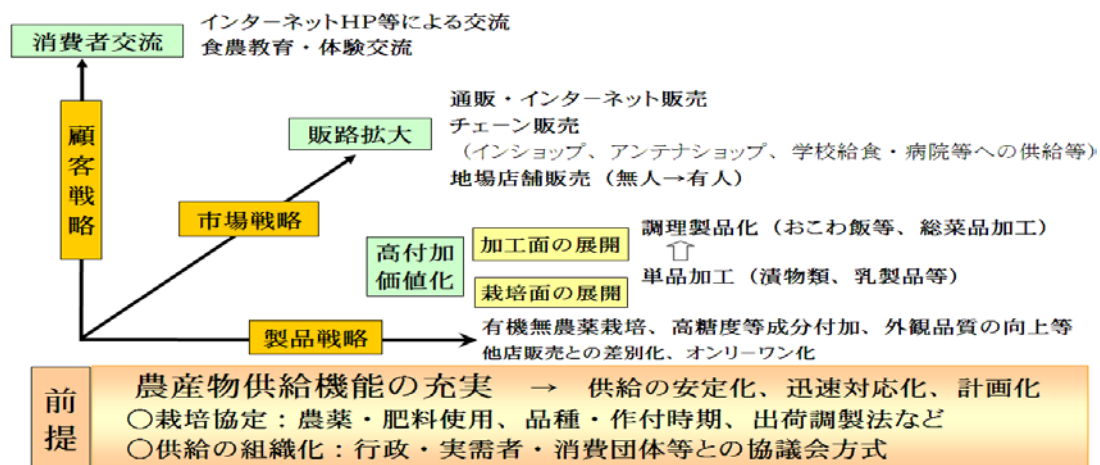 インターネットHP等による交流
消費者交流
食農教育・体験交流
通販・インターネット販売
販路拡大
チェーン販売
（インショップ、アンテナショップ、学校給食・病院等への供給等）
地場店舗販売（無人→有人）
顧客戦略
市場戦略
高付加
価値化
加工面の展開
調理製品化（おこわ飯等、総菜品加工）
単品加工（漬物類、乳製品等）
栽培面の展開
製品戦略
有機無農薬栽培、高糖度等成分付加、外観品質の向上等
他店販売との差別化、オンリーワン化
前提
農産物供給機能の充実 → 供給の安定化、迅速対応化、計画化
○栽培協定：農薬・肥料使用、品種・作付時期、出荷調製法など
○供給の組織化：行政・実需者・消費団体等との協議会方式